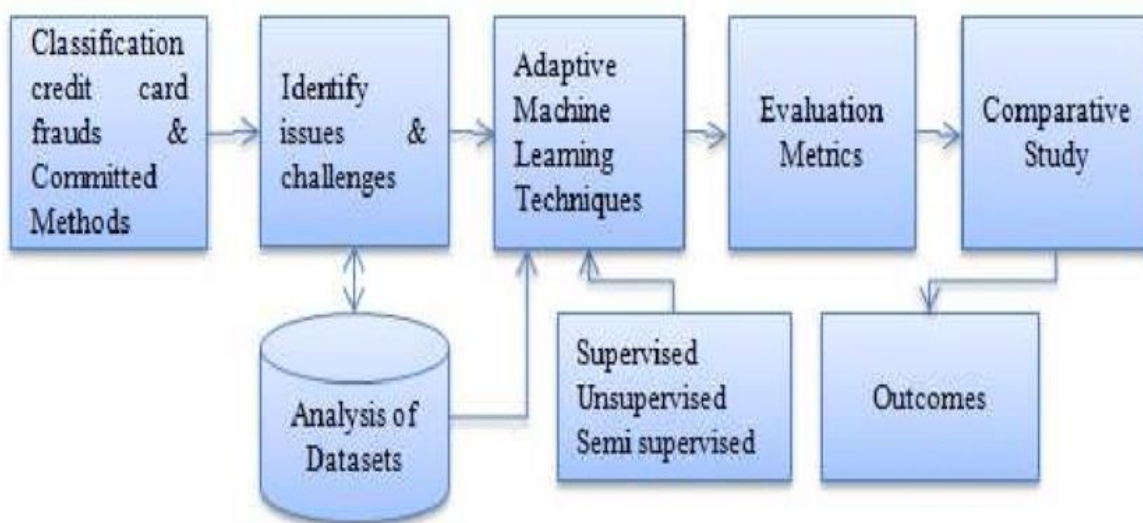 Classification
credit card
frauds &
Committed
Methods
Identify
issues &
challenges
Adaptive
Machine
Learning
Techniques
Evaluation
Metrics
Comparative
Study
Analysis of
Datasets
Supervised
Unsupervised
Semi supervised
Outcomes